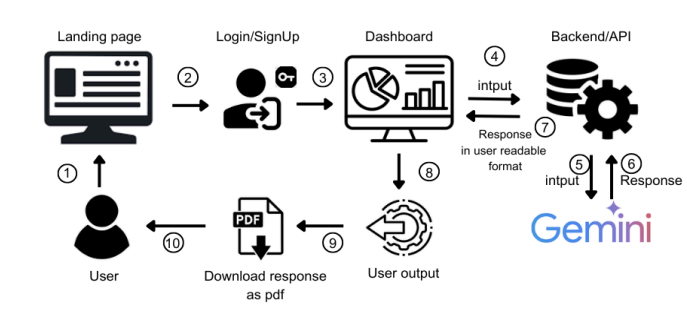 Landing page
Login/SignUp
Dashboard
Backend/API
2
3
4
intput
7
Response
in user readable
format
1
8
5
6
intput
Response
Gemini
PDF
10
9
User
Download response
as pdf
User output